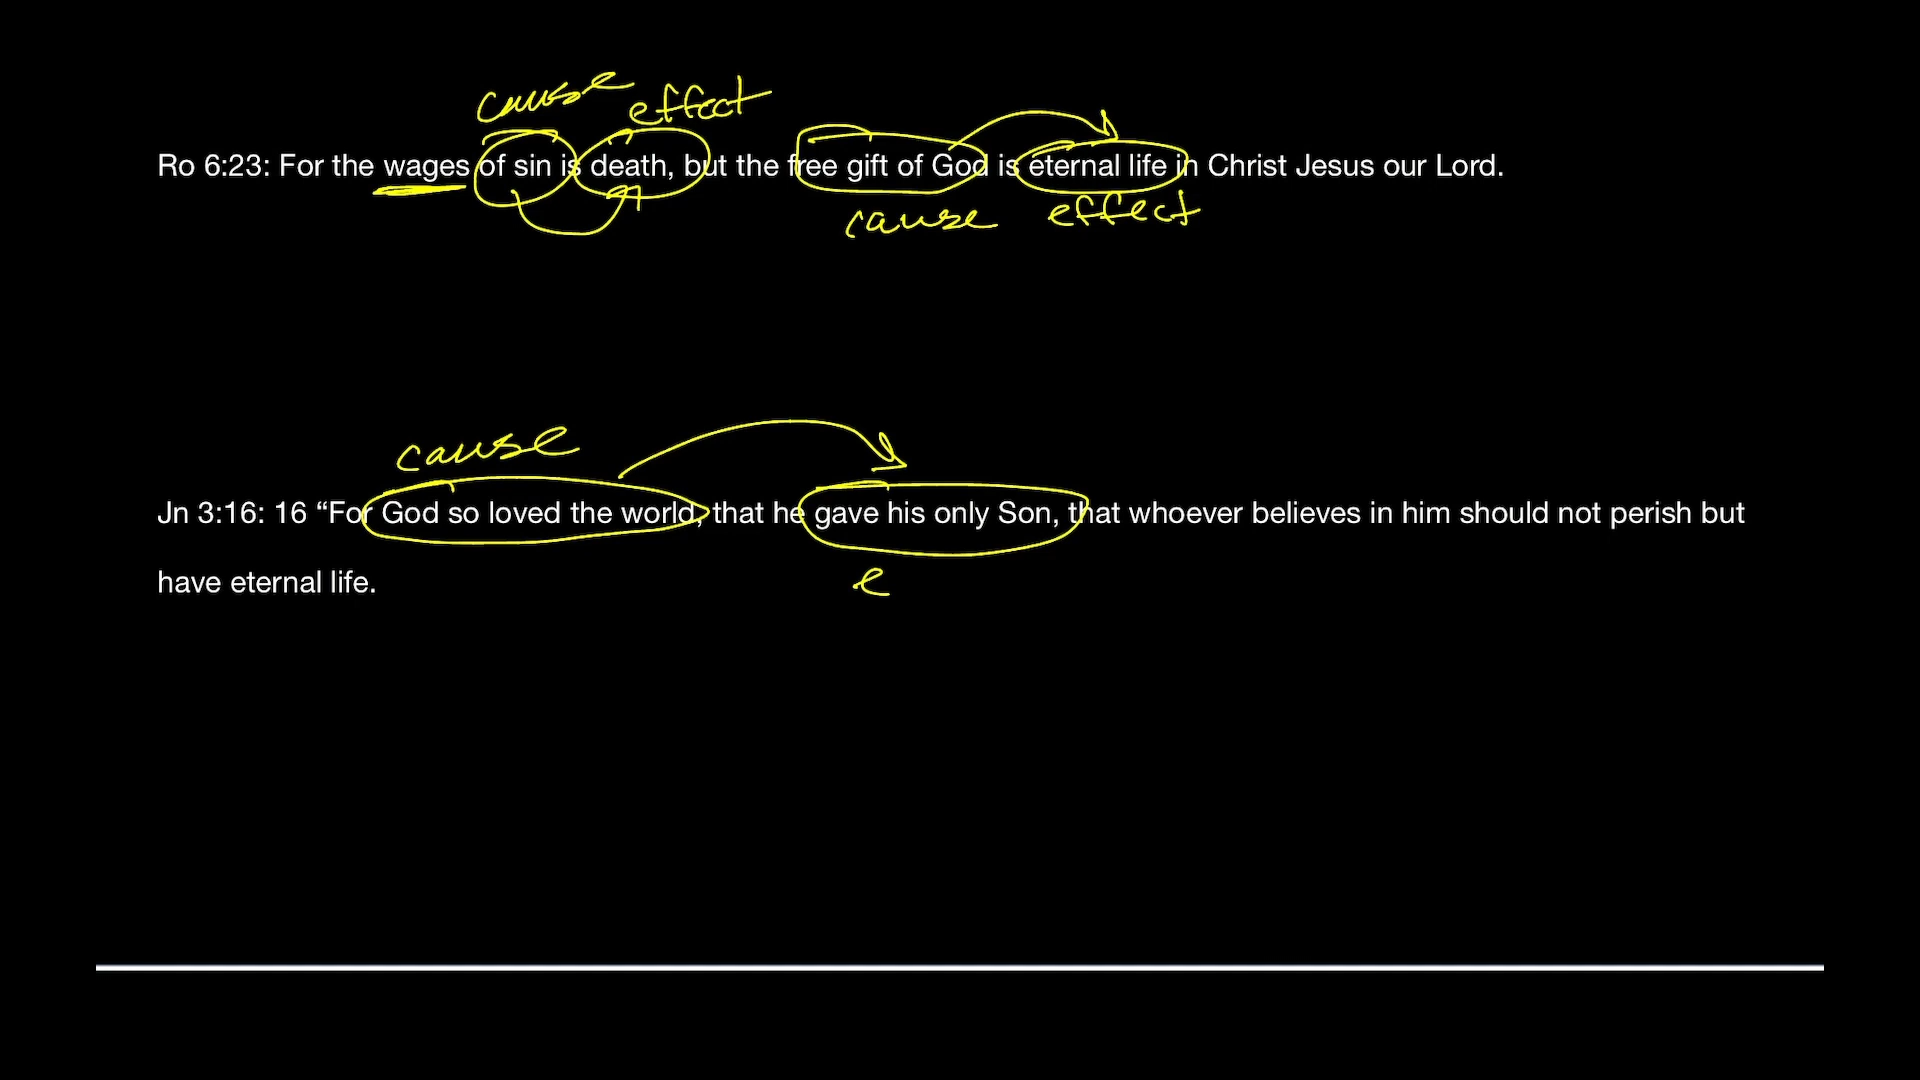 cause effect
Ro 6:23: For the wages of sin is death, but the free gift of God is eternal life in Christ Jesus our Lord.
cause effect
cause
Jn 3:16: 16 “For God so loved the world, that he gave his only Son, that whoever believes in him should not perish but
have eternal life.
e